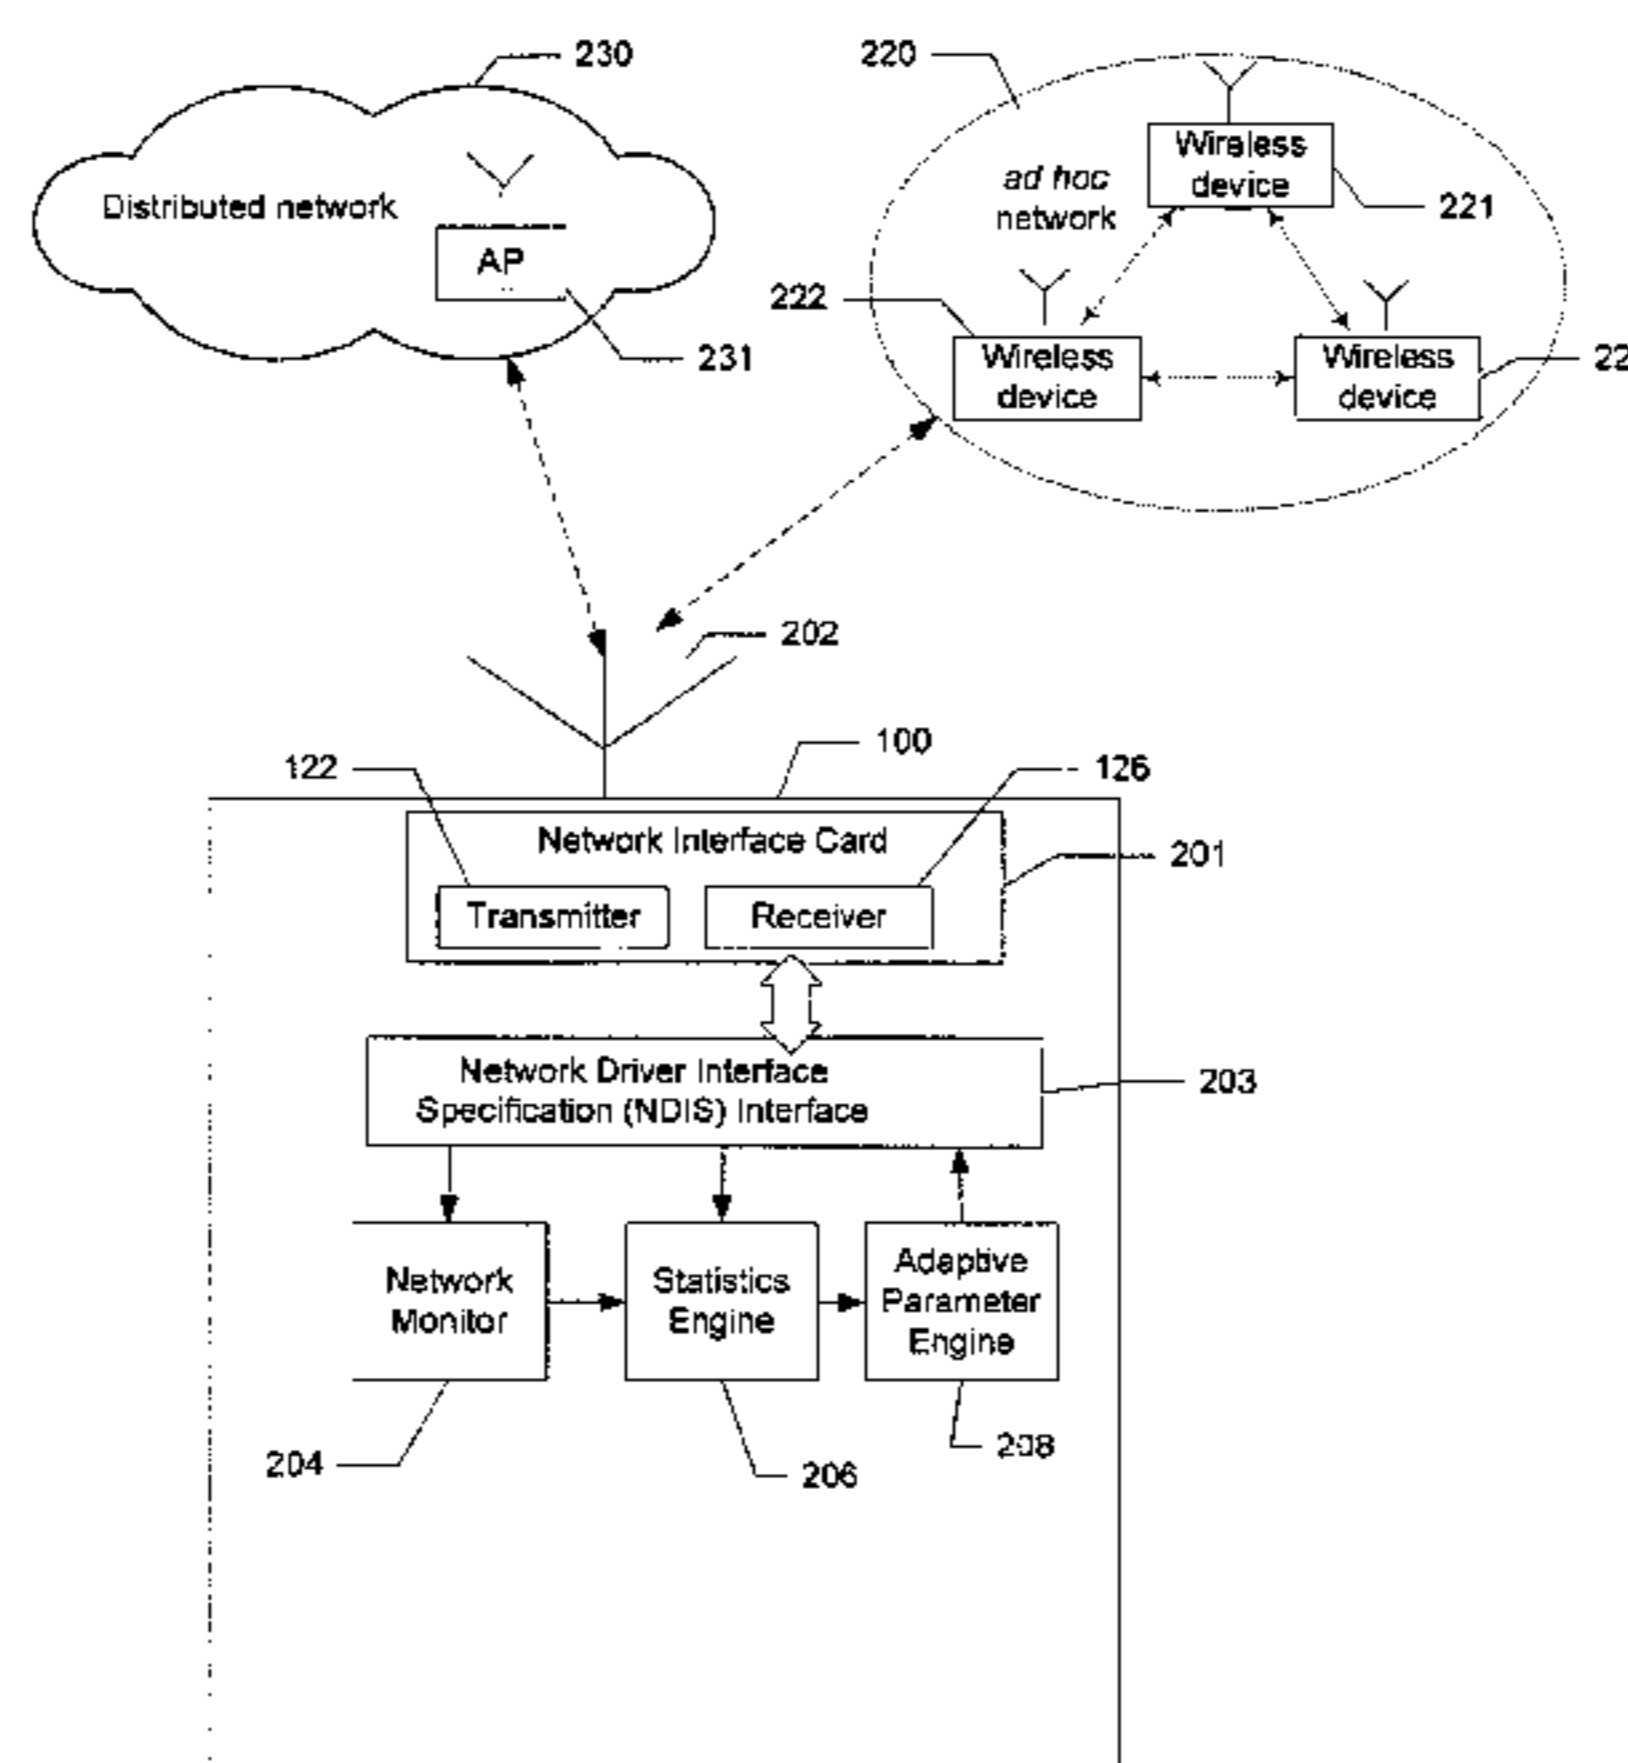 230
220
Wireless
device
ad hoc
network
221
Distributed network
AP
222
231
Wireless
device
Wireless
device
22
202
100
122
126
Network Interface Card
201
Transmitter
Receiver
Network Driver Interface
Specification (NDIS) Interface
203
Network
Monitor
Statistics
Engine
Adaptive
Parameter
Engine
204
206
208